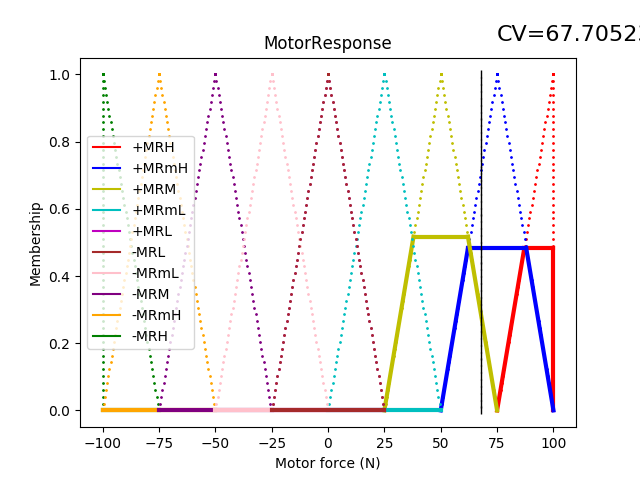 CV=67.7052
MotorResponse
1.0
0.8
0.6
0.4
0.2
0.0
Membership
+MRH
+MRmH
+MRM
+MRmL
+MRL
-MRL
-MRmL
-MRM
-MRmH
-MRH
−100 −75 −50 −25 0 25 50 75 100
Motor force (N)